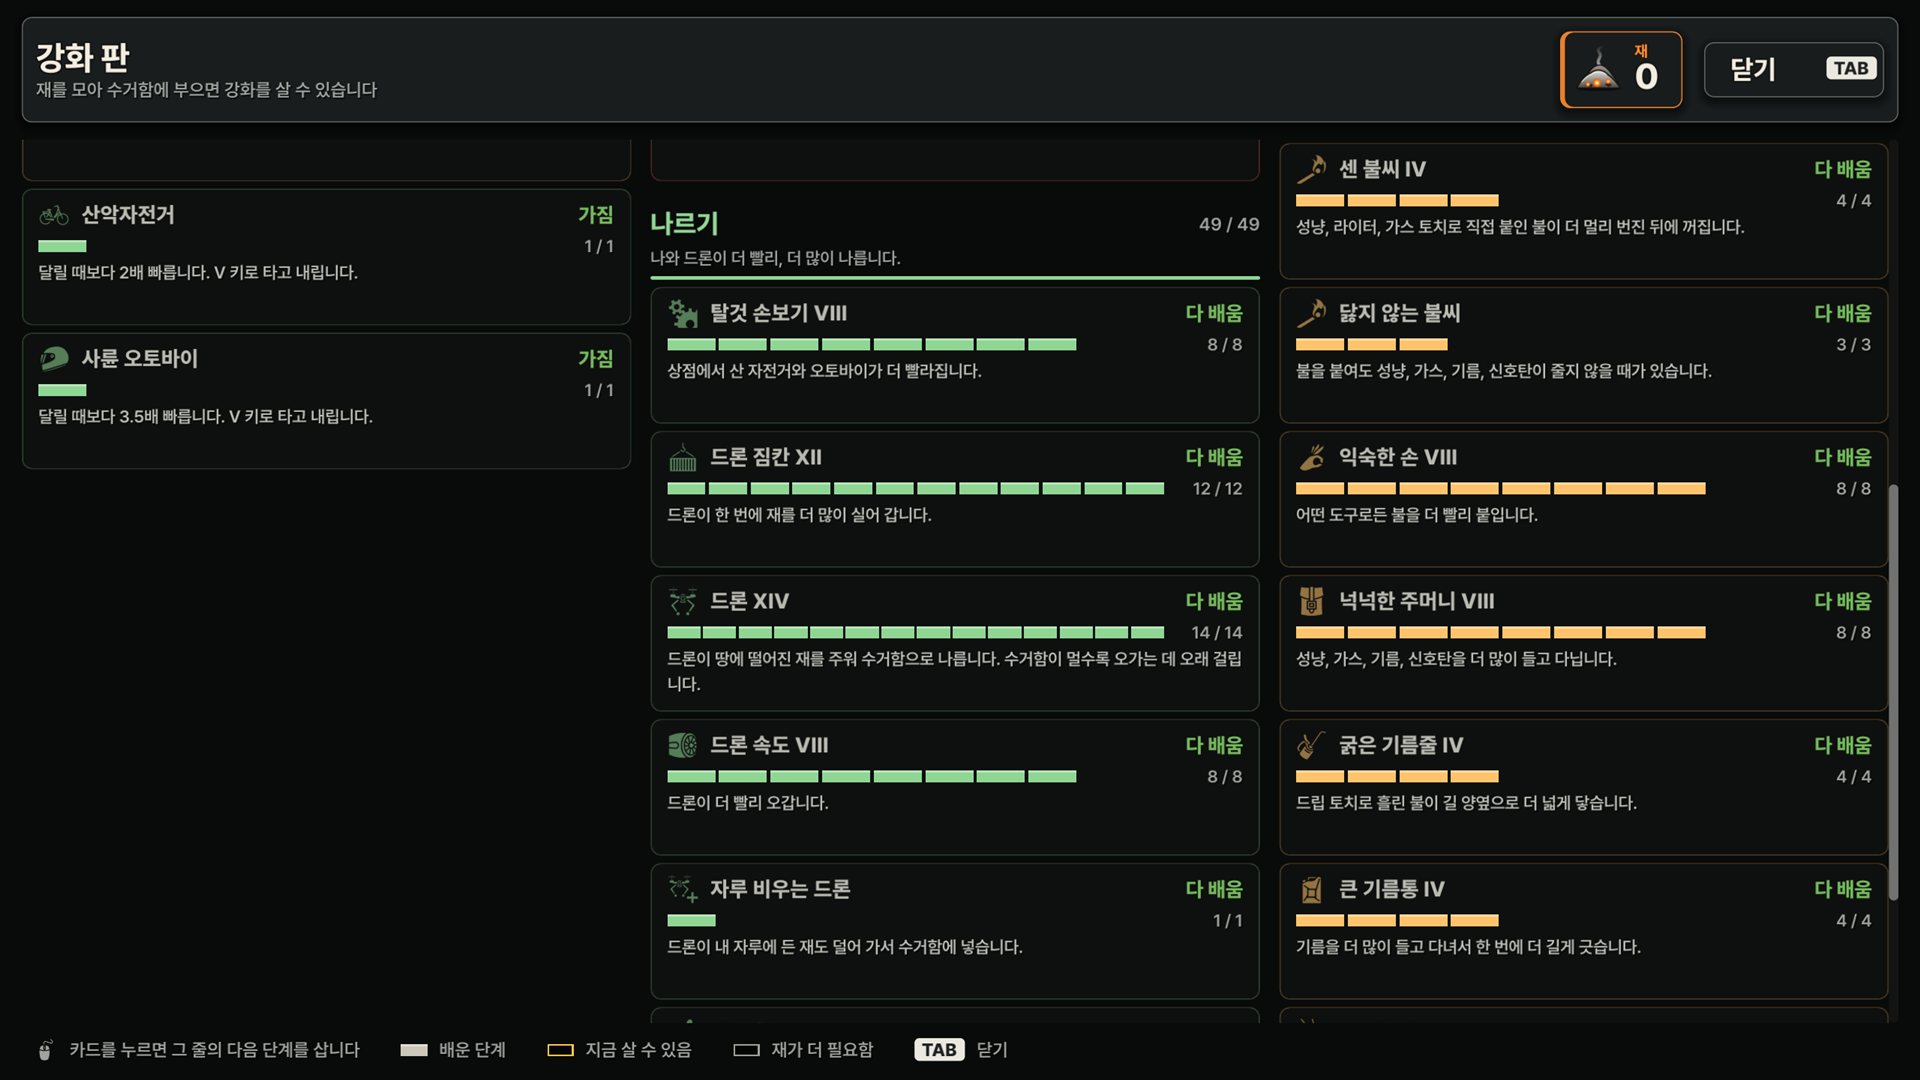 강화 판
재를 모아 수거함에 부으면 강화를 살 수 있습니다
재
0
닫기
TAB
산악자전거
가짐
1 / 1
달릴 때보다 2배 빠릅니다. V 키로 타고 내립니다.
사륜 오토바이
가짐
1 / 1
달릴 때보다 3.5배 빠릅니다. V 키로 타고 내립니다.
나르기
49 / 49
나와 드론이 더 빨리, 더 많이 나릅니다.
탈것 손보기 VIII
다 배움
8 / 8
상점에서 산 자전거와 오토바이가 더 빨라집니다.
드론 짐칸 XII
다 배움
12 / 12
드론이 한 번에 재를 더 많이 실어 갑니다.
드론 XIV
다 배움
14 / 14
드론이 땅에 떨어진 재를 주워 수거함으로 나릅니다. 수거함이 멀수록 오가는 데 오래 걸립
니다.
드론 속도 VIII
다 배움
8 / 8
드론이 더 빨리 오갑니다.
자루 비우는 드론
다 배움
1 / 1
드론이 내 자루에 든 재도 덜어 가서 수거함에 넣습니다.
센 불씨 IV
다 배움
4 / 4
성냥, 라이터, 가스 토치로 직접 붙인 불이 더 멀리 번진 뒤에 꺼집니다.
닳지 않는 불씨
다 배움
3 / 3
불을 붙여도 성냥, 가스, 기름, 신호탄이 줄지 않을 때가 있습니다.
익숙한 손 VIII
다 배움
8 / 8
어떤 도구로든 불을 더 빨리 붙입니다.
넉넉한 주머니 VIII
다 배움
8 / 8
성냥, 가스, 기름, 신호탄을 더 많이 들고 다닙니다.
굵은 기름줄 IV
다 배움
4 / 4
드립 토치로 흘린 불이 길 양옆으로 더 넓게 닿습니다.
큰 기름통 IV
다 배움
4 / 4
기름을 더 많이 들고 다녀서 한 번에 더 길게 긋습니다.
카드를 누르면 그 줄의 다음 단계를 삽니다
배운 단계
지금 살 수 있음
재가 더 필요함
TAB
닫기